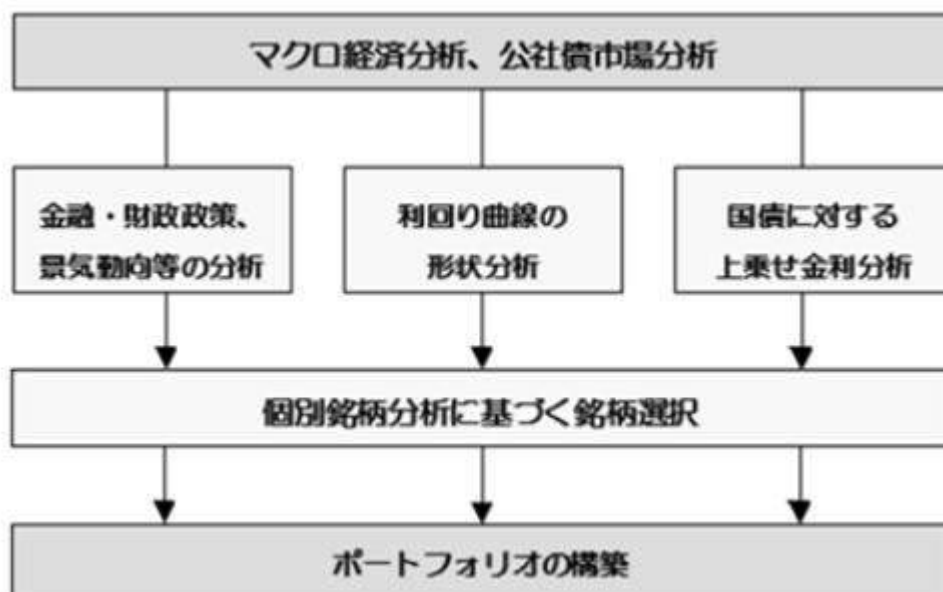 マクロ経済分析、公社債市場分析
金融・財政政策、
景気動向等の分析
利回り曲線の
形状分析
国債に対する
上乗せ金利分析
個別銘柄分析に基づく銘柄選択
ポートフォリオの構築